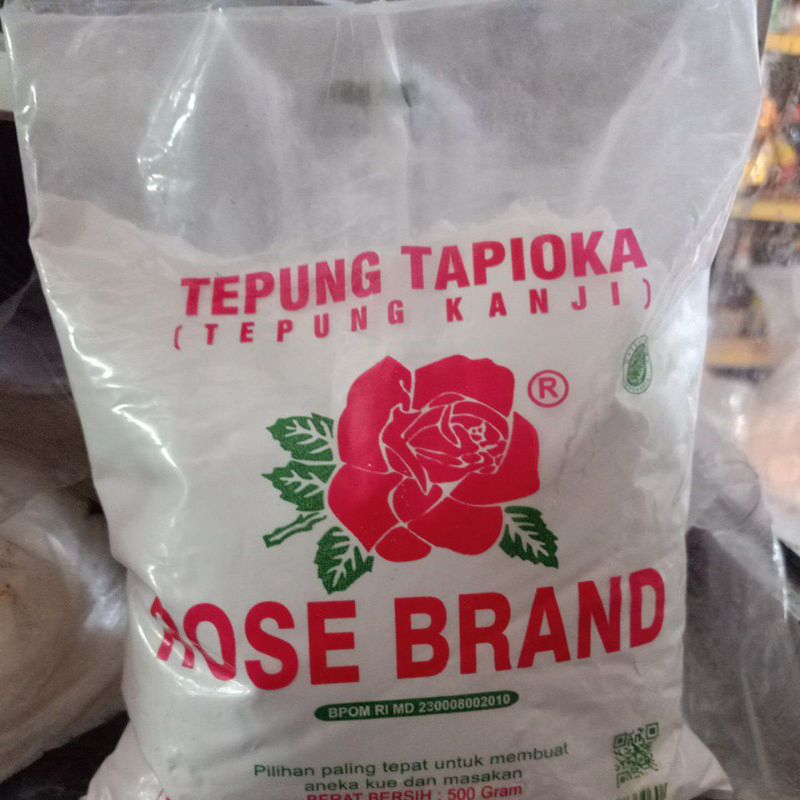 TEPUNG TAPIOKA
(TEPUNG KANJI)
®
ROSE BRAND
BPOM RI MD 230008002010
Pilihan paling tepat untuk membuat
aneka kue dan masakan
BERAT BERSIH : 500 Gram